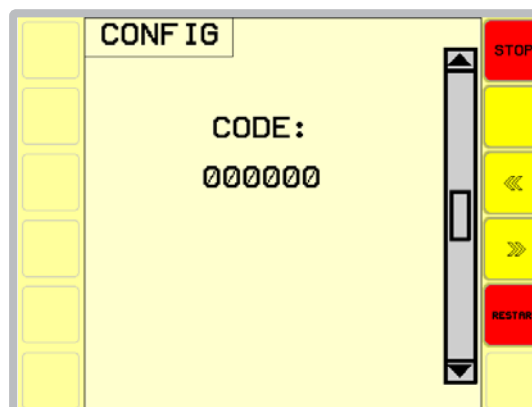 CONFIG
STOP
CODE:
000000
«
»
RESTAR